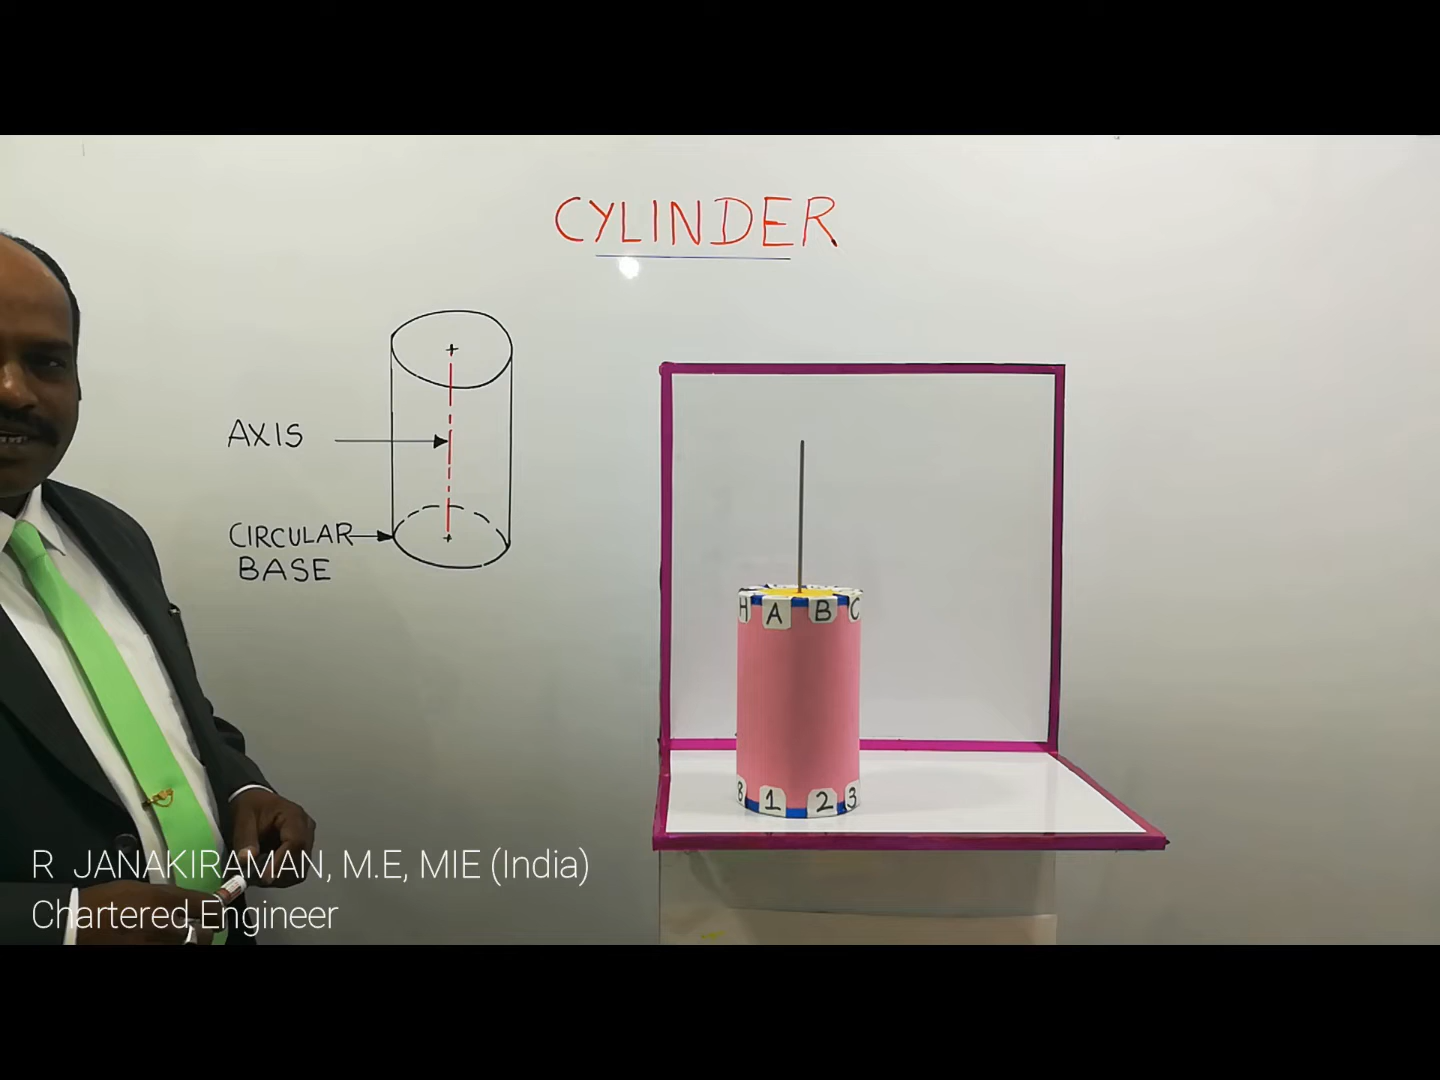 CYLINDER
AXIS
CIRCULAR
BASE
H A B C
8 1 2 3
R JANAKIRAMAN, M.E, MIE (India)
Chartered Engineer